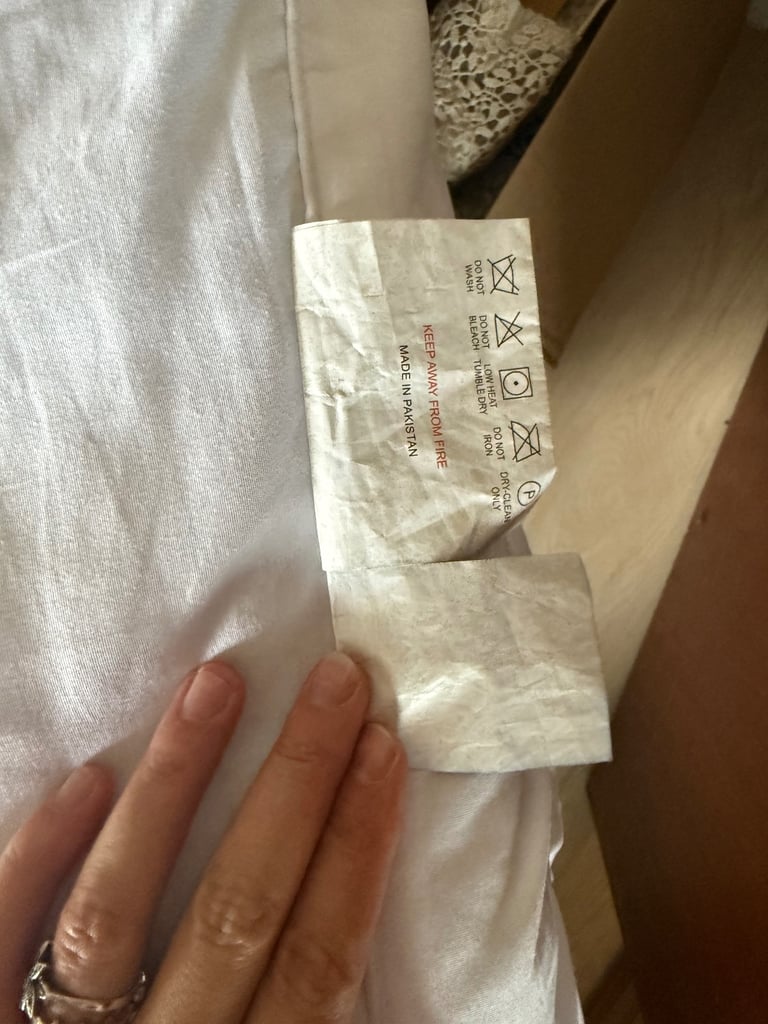 DO NOT
WASH
DO NOT
BLEACH
LOW HEAT
TUMBLE DRY
DO NOT
IRON
P
DRY-CLEAN
ONLY
KEEP AWAY FROM FIRE
MADE IN PAKISTAN